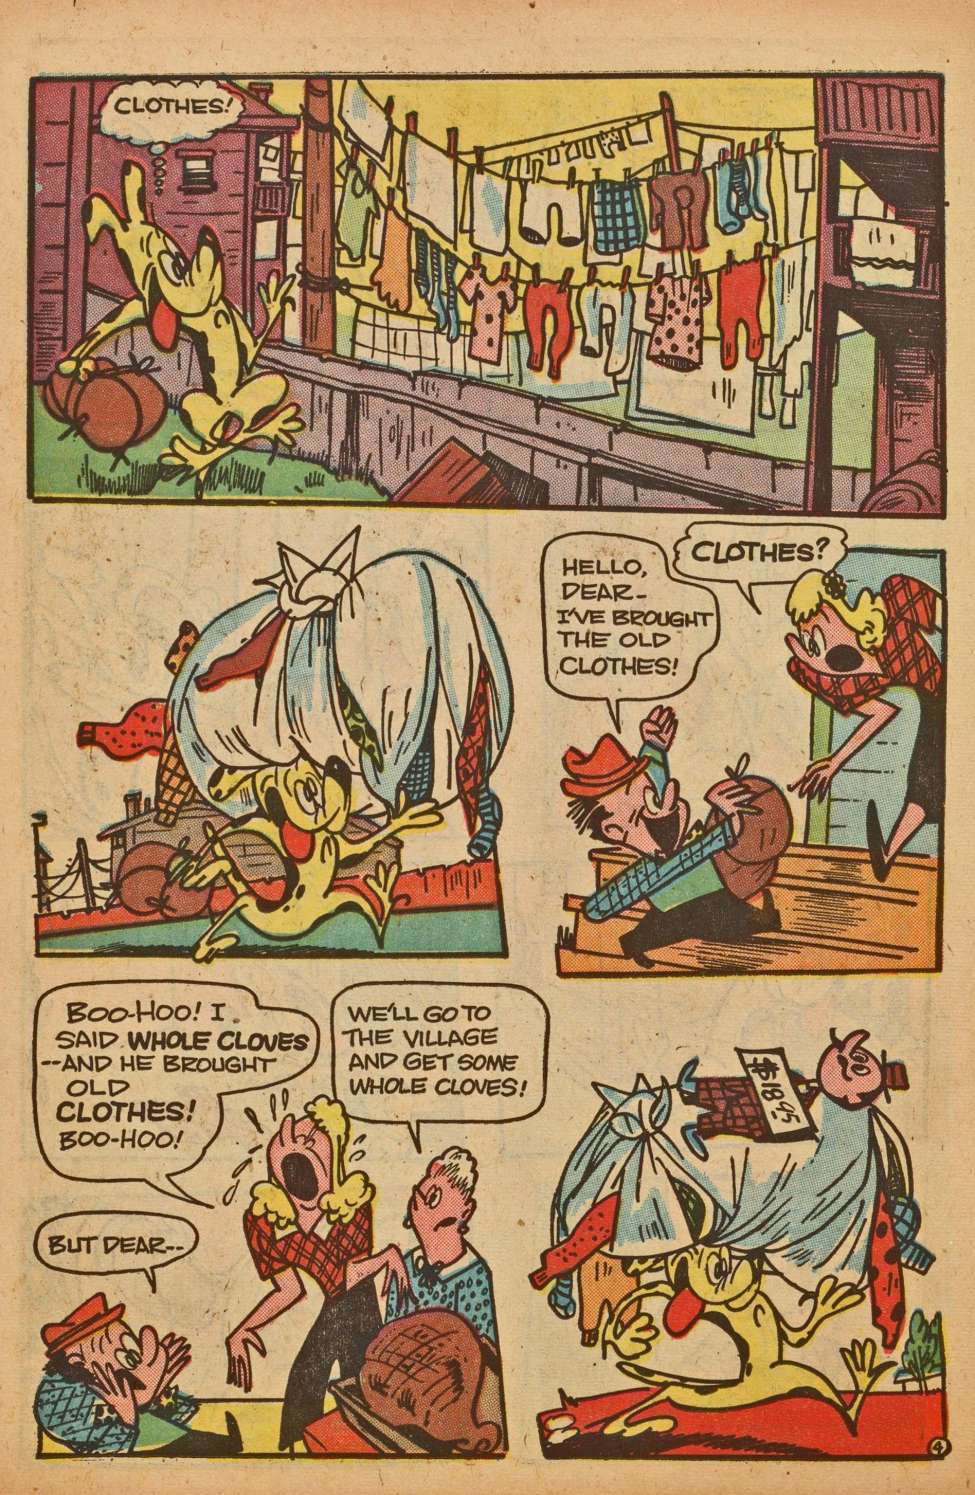 CLOTHES!
HELLO,
DEAR-
I'VE BROUGHT
THE OLD
CLOTHES!
CLOTHES?
BOO-HOO! I
SAID WHOLE CLOVES
--AND HE BROUGHT
OLD
CLOTHES!
BOO-HOO!
WE'LL GO TO
THE VILLAGE
AND GET SOME
WHOLE CLOVES!
BUT DEAR--
$18.45
4